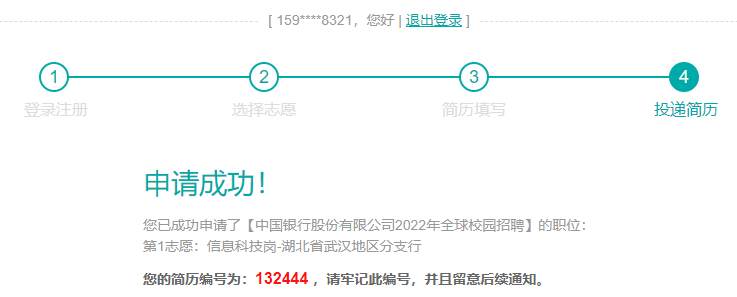 [ 159****8321，您好 | 退出登录 ]
1 2 3 4
登录注册 选择志愿 简历填写 投递简历
申请成功！
您已成功申请了【中国银行股份有限公司2022年全球校园招聘】的职位：
第1志愿：信息科技岗-湖北省武汉地区分支行
您的简历编号为：132444 ，请牢记此编号，并且留意后续通知。